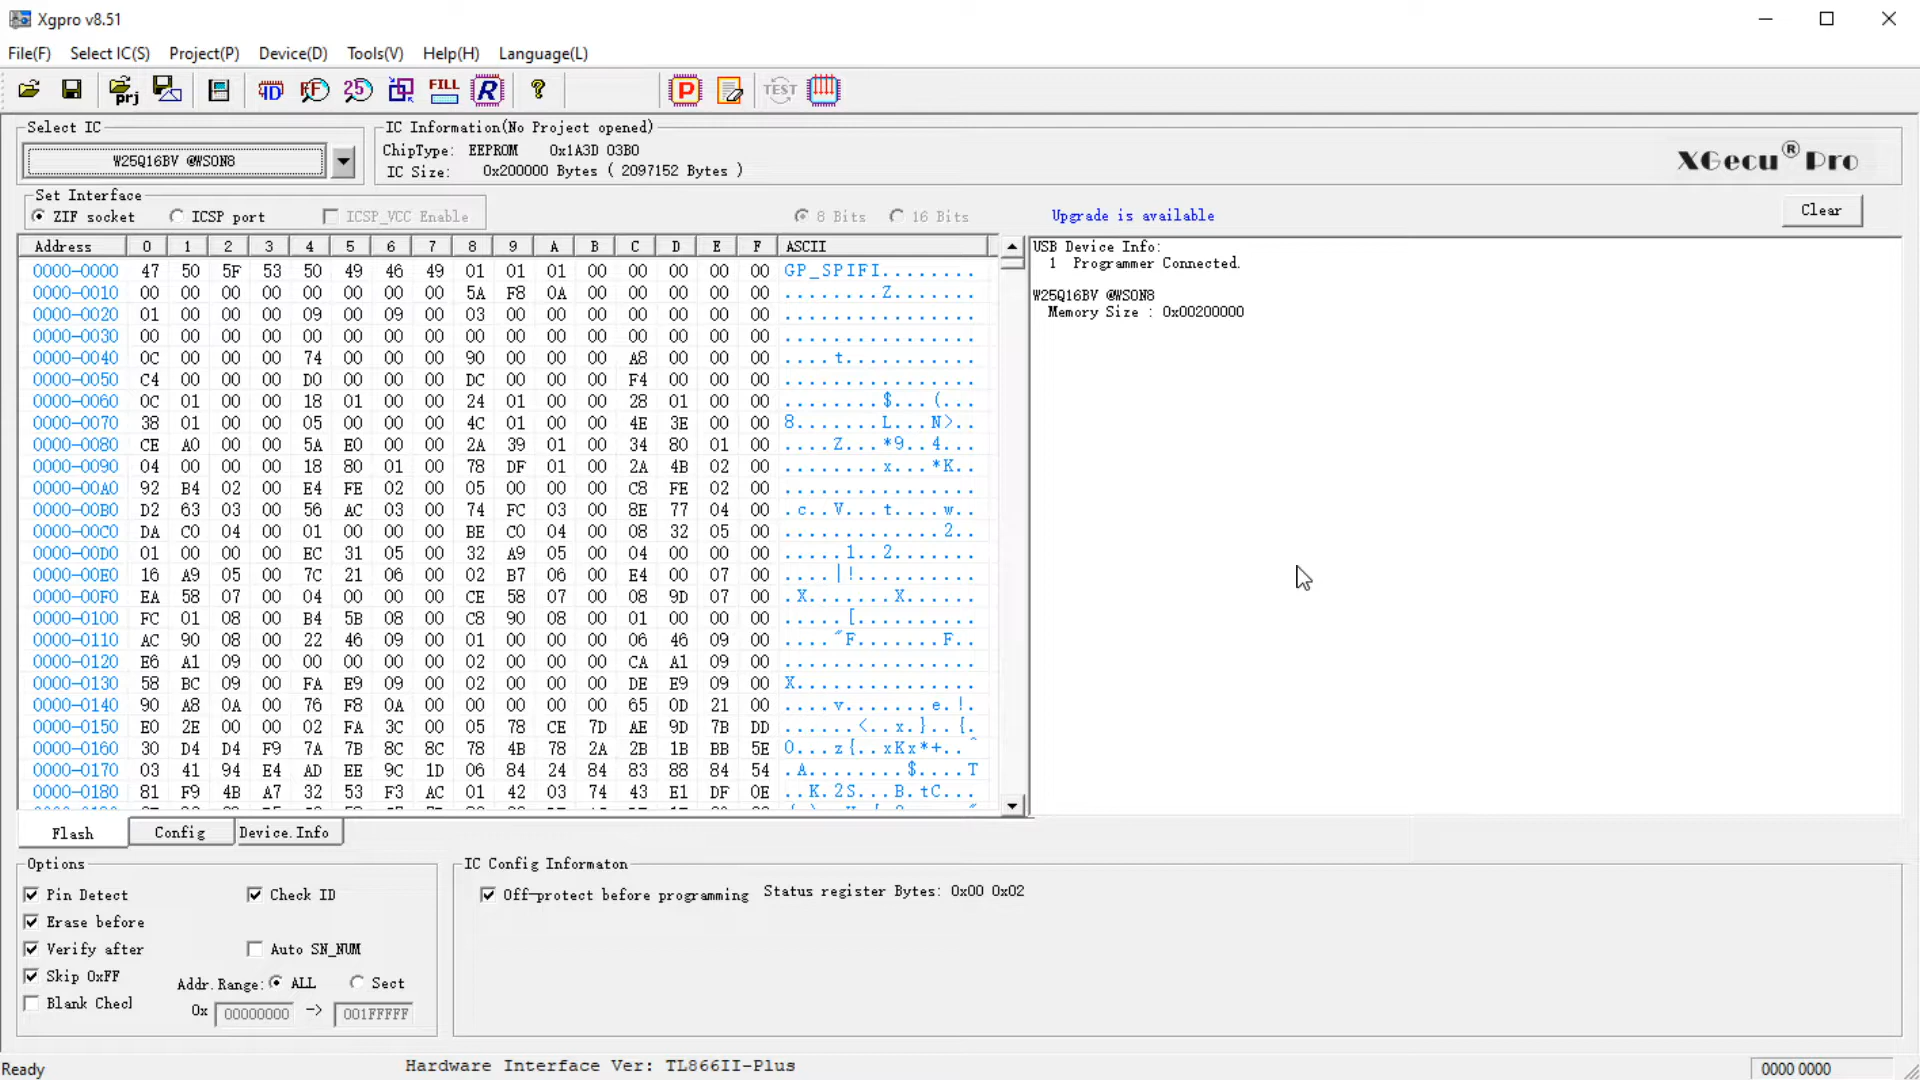 Xgpro v8.51
File(F) Select IC(S) Project(P) Device(D) Tools(V) Help(H) Language(L)
prj ID FF 25 FILL R ? P TEST
Select IC
W25Q16BV @WSON8
IC Information(No Project opened)
ChipType: EEPROM 0x1A3D 03B0
IC Size: 0x200000 Bytes ( 2097152 Bytes )
XGecu® Pro
Set Interface
ZIF socket ICSP port ICSP_VCC Enable 8 Bits 16 Bits
Upgrade is available Clear
Address 0 1 2 3 4 5 6 7 8 9 A B C D E F ASCII
0000-0000 47 50 5F 53 50 49 46 49 01 01 01 00 00 00 00 00 GP_SPIFI........
0000-0010 00 00 00 00 00 00 00 00 5A F8 0A 00 00 00 00 00 ........Z.......
0000-0020 01 00 00 00 09 00 09 00 03 00 00 00 00 00 00 00 ................
0000-0030 00 00 00 00 00 00 00 00 00 00 00 00 00 00 00 00 ................
0000-0040 0C 00 00 00 74 00 00 00 90 00 00 00 A8 00 00 00 ....t...........
0000-0050 C4 00 00 00 D0 00 00 00 DC 00 00 00 F4 00 00 00 ................
0000-0060 0C 01 00 00 18 01 00 00 24 01 00 00 28 01 00 00 ........$...(...
0000-0070 38 01 00 00 05 00 00 00 4C 01 00 00 4E 3E 00 00 8.......L...N>..
0000-0080 CE A0 00 00 5A E0 00 00 2A 39 01 00 34 80 01 00 ....Z...*9..4...
0000-0090 04 00 00 00 18 80 01 00 78 DF 01 00 2A 4B 02 00 ........x...*K..
0000-00A0 92 B4 02 00 E4 FE 02 00 05 00 00 00 C8 FE 02 00 ................
0000-00B0 D2 63 03 00 56 AC 03 00 74 FC 03 00 8E 77 04 00 .c..V...t....w..
0000-00C0 DA C0 04 00 01 00 00 00 BE C0 04 00 08 32 05 00 .............2..
0000-00D0 01 00 00 00 EC 31 05 00 32 A9 05 00 04 00 00 00 .....1..2.......
0000-00E0 16 A9 05 00 7C 21 06 00 02 B7 06 00 E4 00 07 00 ....|!..........
0000-00F0 EA 58 07 00 04 00 00 00 CE 58 07 00 08 9D 07 00 .X.......X......
0000-0100 FC 01 08 00 B4 5B 08 00 C8 90 08 00 01 00 00 00 .....[..........
0000-0110 AC 90 08 00 22 46 09 00 01 00 00 00 06 46 09 00 ...."F.......F..
0000-0120 E6 A1 09 00 00 00 00 00 02 00 00 00 CA A1 09 00 ................
0000-0130 58 BC 09 00 FA E9 09 00 02 00 00 00 DE E9 09 00 X...............
0000-0140 90 A8 0A 00 76 F8 0A 00 00 00 00 00 65 0D 21 00 ....v.......e.!.
0000-0150 E0 2E 00 00 02 FA 3C 00 05 78 CE 7D AE 9D 7B DD ......<..x.}..{.
0000-0160 30 D4 D4 F9 7A 7B 8C 8C 78 4B 78 2A 2B 1B BB 5E 0...z{..xKx*+..^
0000-0170 03 41 94 E4 AD EE 9C 1D 06 84 24 84 83 88 84 54 .A........$....T
0000-0180 81 F9 4B A7 32 53 F3 AC 01 42 03 74 43 E1 DF 0E ..K.2S...B.tC...
USB Device Info:
1 Programmer Connected.
W25Q16BV @WSON8
Memory Size : 0x00200000
Flash Config Device.Info
Options
Pin Detect Check ID
Erase before
Verify after Auto SN_NUM
Skip 0xFF Addr.Range: ALL Sect
Blank Checl 0x 00000000 -> 001FFFFF
IC Config Informaton
Off-protect before programming Status register Bytes: 0x00 0x02
Ready Hardware Interface Ver: TL866II-Plus 0000 0000